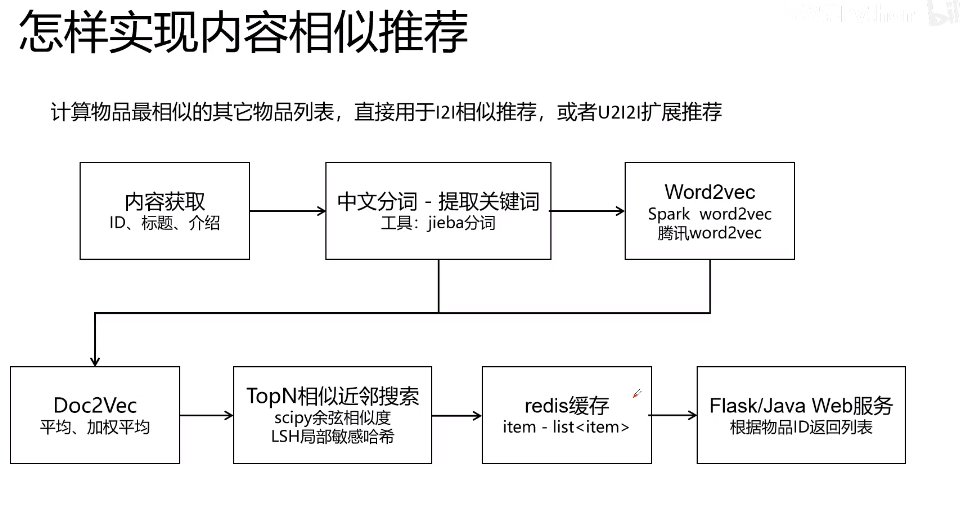 怎样实现内容相似推荐
计算物品最相似的其它物品列表，直接用于I2I相似推荐，或者U2I2I扩展推荐
内容获取
ID、标题、介绍
中文分词 - 提取关键词
工具：jieba分词
Word2vec
Spark word2vec
腾讯word2vec
Doc2Vec
平均、加权平均
TopN相似近邻搜索
scipy余弦相似度
LSH局部敏感哈希
redis缓存
item - list<item>
Flask/Java Web服务
根据物品ID返回列表